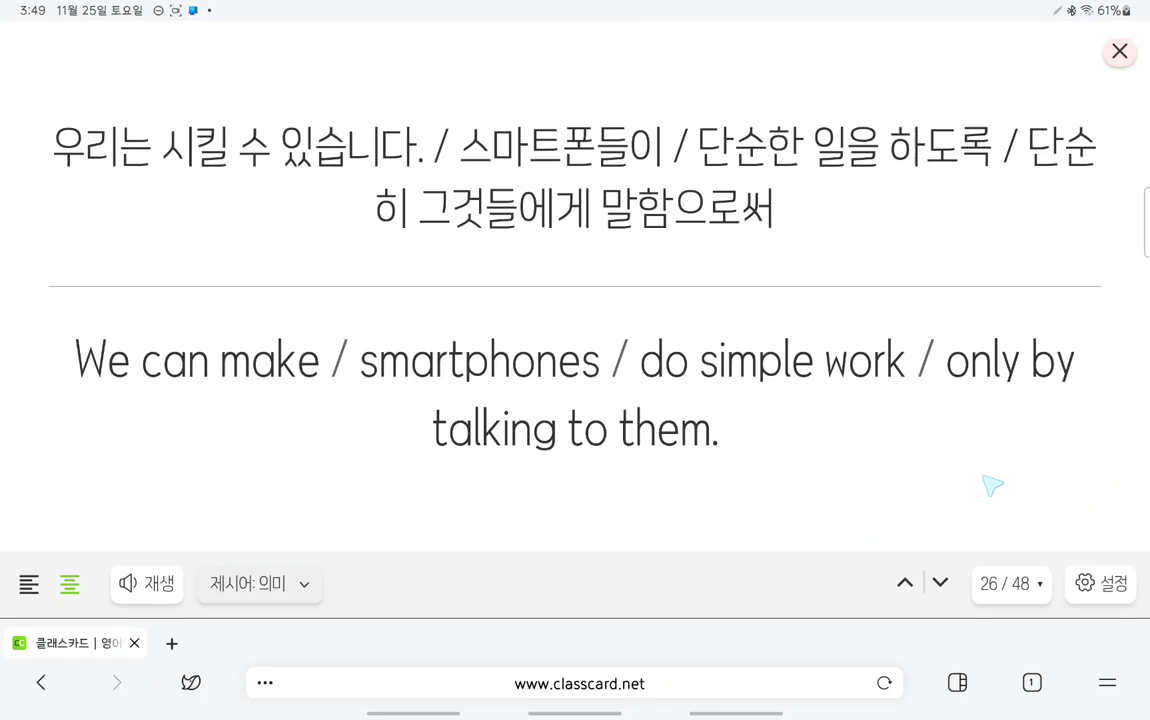 3:49 11월 25일 토요일
61%
우리는 시킬 수 있습니다. / 스마트폰들이 / 단순한 일을 하도록 / 단순
히 그것들에게 말함으로써
We can make / smartphones / do simple work / only by
talking to them.
재생 제시어: 의미 26 / 48 설정
클래스카드 | 영어
www.classcard.net 1